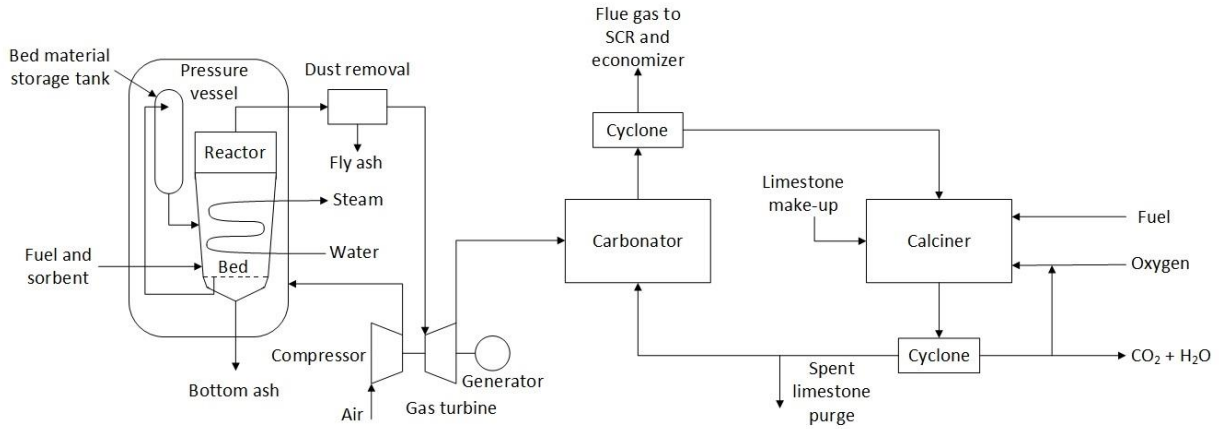 Bed material
storage tank
Pressure
vessel
Dust removal
Reactor
Fly ash
Steam
Water
Fuel and
sorbent
Bed
Bottom ash
Compressor
Air
Gas turbine
Generator
Flue gas to
SCR and
economizer
Cyclone
Carbonator
Limestone
make-up
Calciner
Fuel
Oxygen
Cyclone
CO₂ + H₂O
Spent
limestone
purge